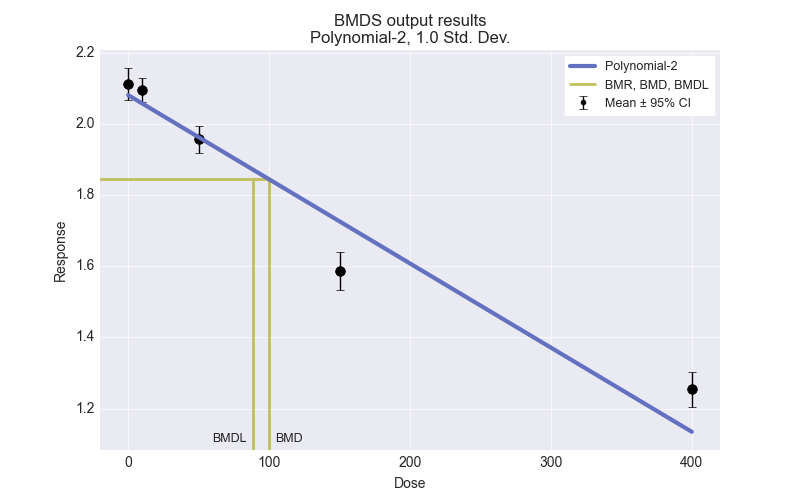 BMDS output results
Polynomial-2, 1.0 Std. Dev.
Polynomial-2
BMR, BMD, BMDL
Mean ± 95% CI
2.2
2.0
1.8
1.6
1.4
1.2
Response
BMDL
BMD
0
100
200
300
400
Dose